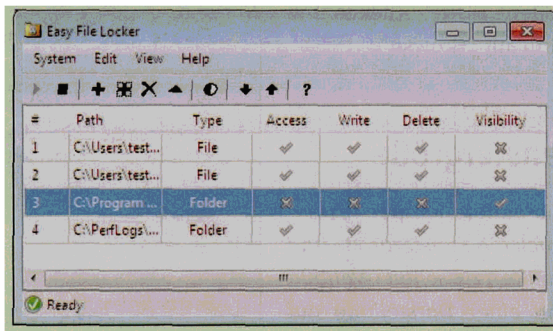 Easy File Locker
System Edit View Help
# Path Type Access Write Delete Visibility
1 C:\Users\test... File
2 C:\Users\test... File
3 C:\Program ... Folder
4 C:\PerfLogs\... Folder
Ready